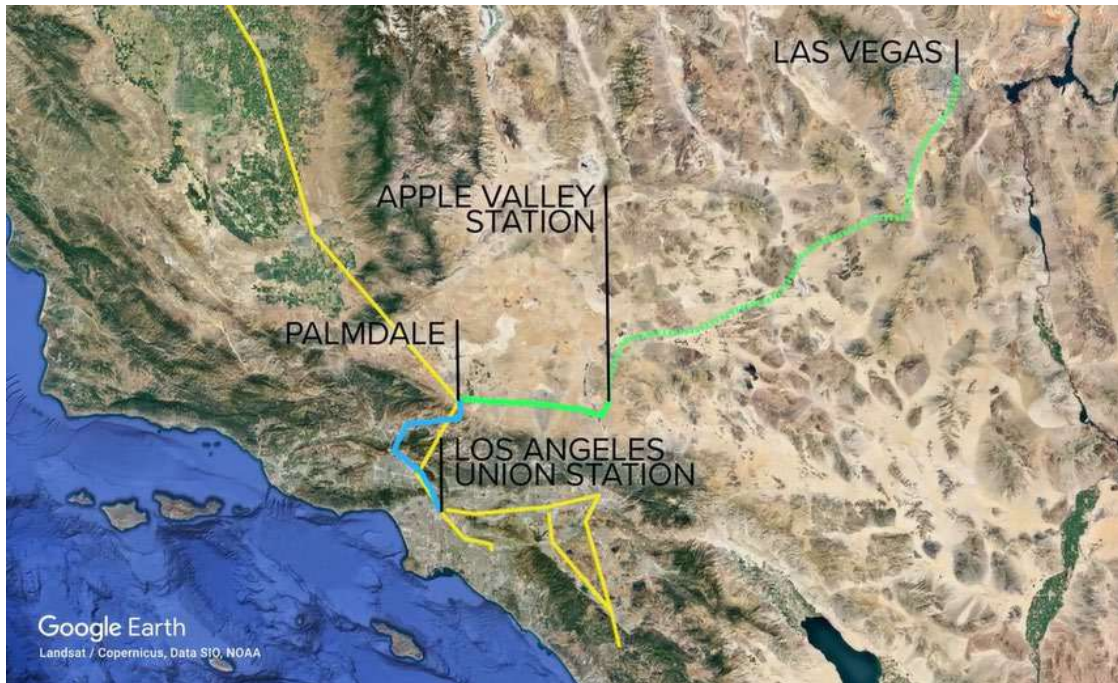 LAS VEGAS
APPLE VALLEY
STATION
PALMDALE
LOS ANGELES
UNION STATION
Google Earth
Landsat / Copernicus, Data SIO, NOAA